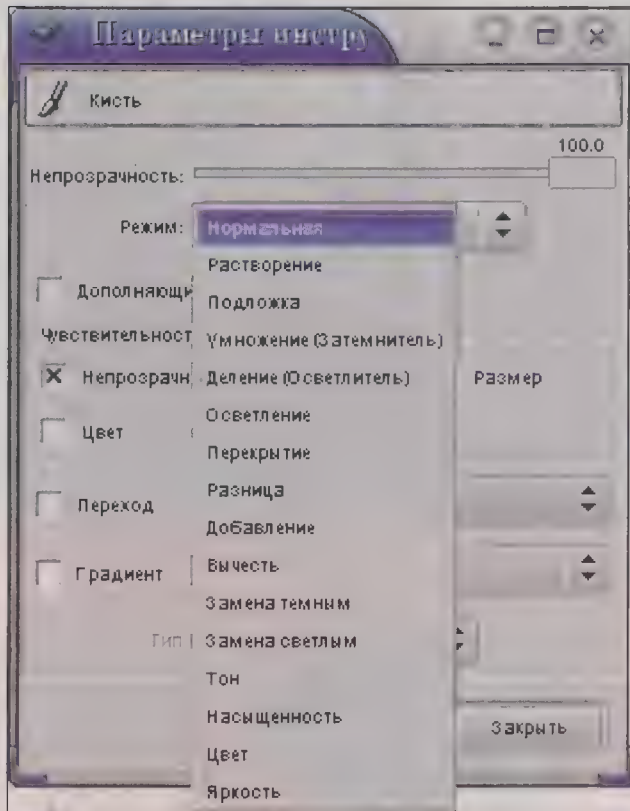 Параметры инстру
Кисть
100.0
Непрозрачность:
Режим: Нормальная
Растворение
Дополняющи
Подложка
Чувствительност
Умножение (Затемнитель)
Непрозрачн
Деление (Осветлитель)
Размер
Осветление
Цвет
Перекрытие
Разница
Переход
Добавление
Вычесть
Градиент
Замена темным
Тип
Замена светлым
Тон
Насыщенность
Закрыть
Цвет
Яркость